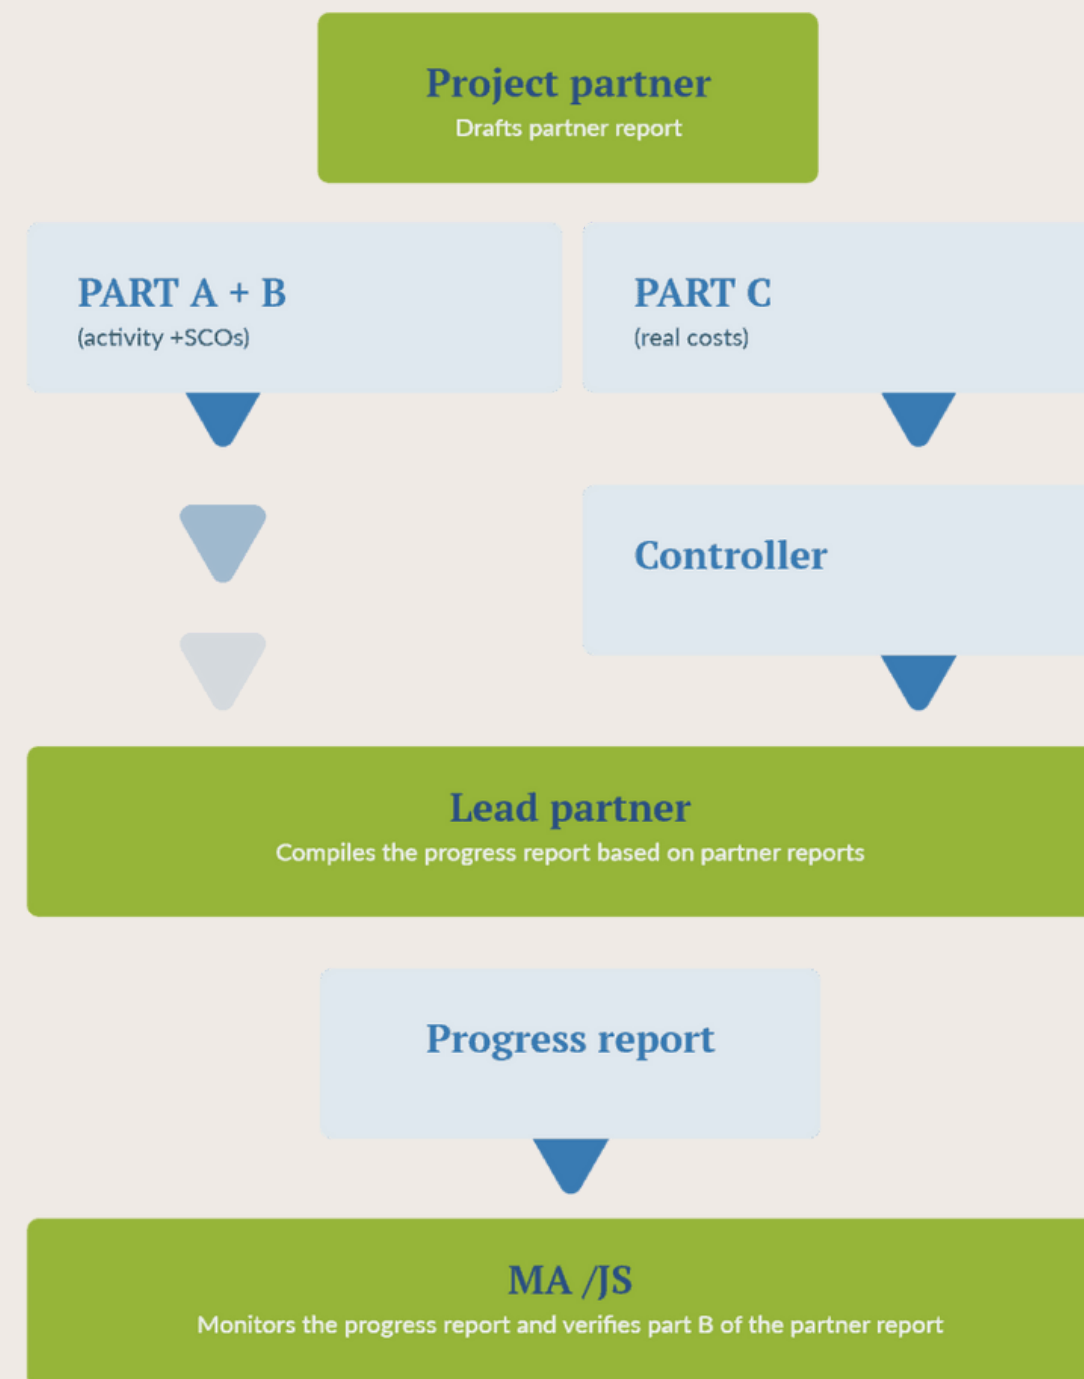 Project partner
Drafts partner report
PART A + B
(activity +SCOs)
PART C
(real costs)
Controller
Lead partner
Compiles the progress report based on partner reports
Progress report
MA /JS
Monitors the progress report and verifies part B of the partner report